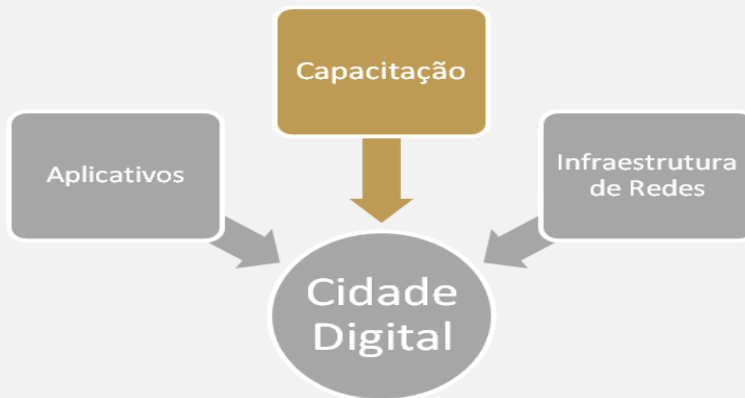 Capacitação
Aplicativos
Infraestrutura
de Redes
Cidade
Digital